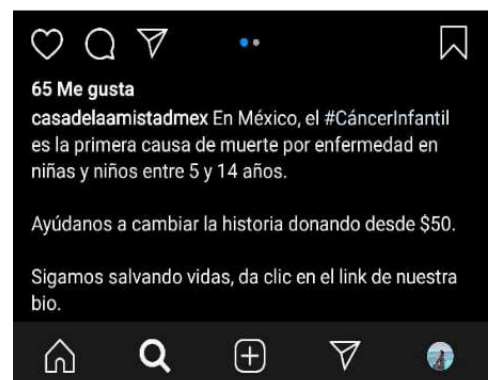 65 Me gusta
casadelaamistadmex En México, el #CáncerInfantil
es la primera causa de muerte por enfermedad en
niñas y niños entre 5 y 14 años.
Ayúdanos a cambiar la historia donando desde $50.
Sigamos salvando vidas, da clic en el link de nuestra
bio.